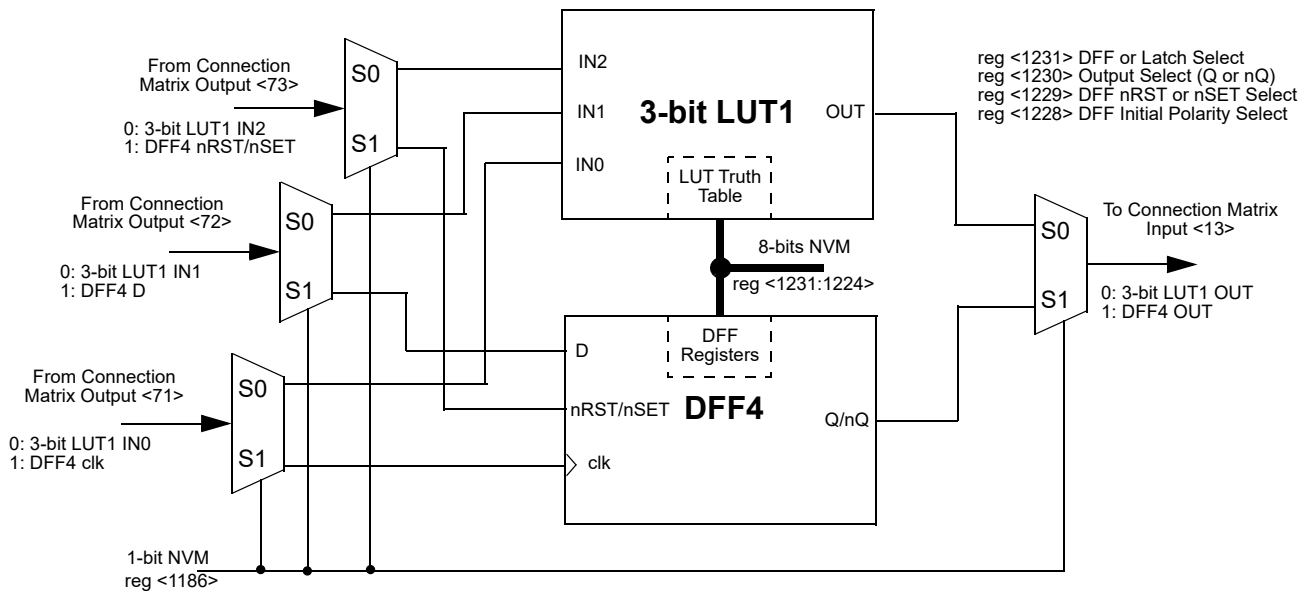 From Connection
Matrix Output <73>
0: 3-bit LUT1 IN2
1: DFF4 nRST/nSET
S0
S1
From Connection
Matrix Output <72>
0: 3-bit LUT1 IN1
1: DFF4 D
S0
S1
From Connection
Matrix Output <71>
0: 3-bit LUT1 IN0
1: DFF4 clk
S0
S1
1-bit NVM
reg <1186>
IN2
IN1
IN0
3-bit LUT1
OUT
LUT Truth
Table
8-bits NVM
reg <1231:1224>
DFF
Registers
D
nRST/nSET
clk
DFF4
Q/nQ
reg <1231> DFF or Latch Select
reg <1230> Output Select (Q or nQ)
reg <1229> DFF nRST or nSET Select
reg <1228> DFF Initial Polarity Select
S0
S1
To Connection Matrix
Input <13>
0: 3-bit LUT1 OUT
1: DFF4 OUT